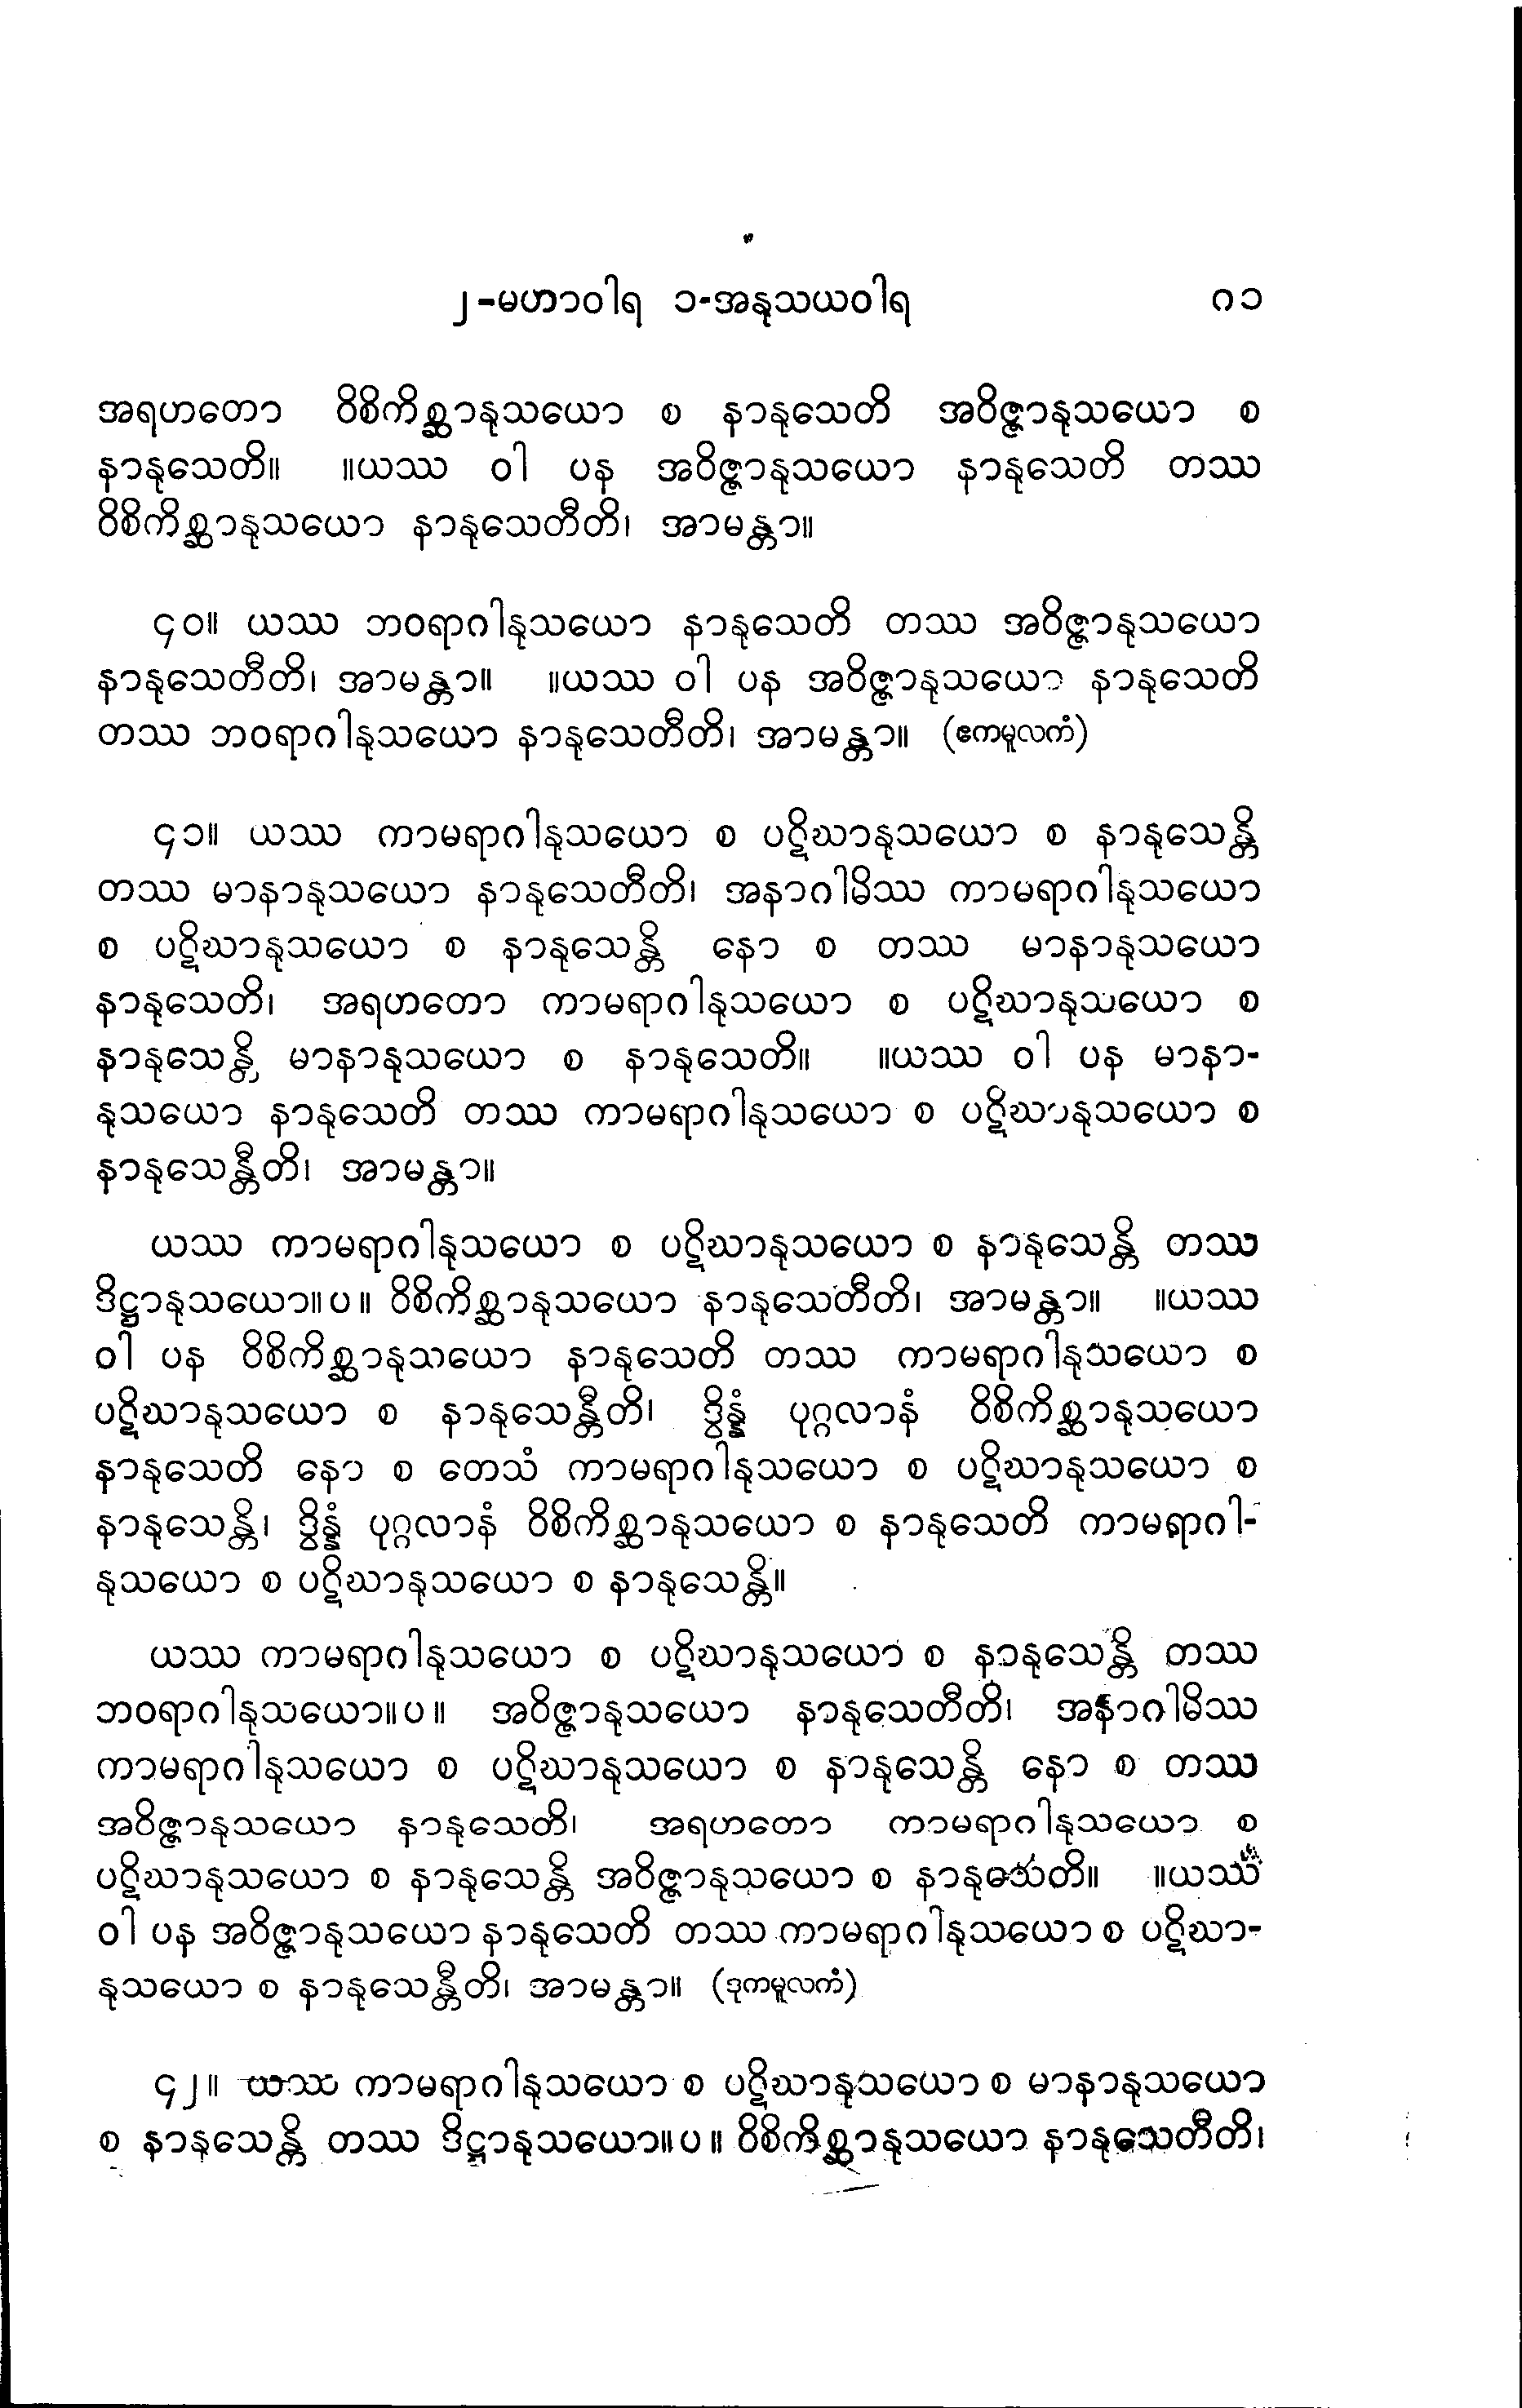 ၂-မဟာဝါရ ၁-အနုသယဝါရ ၈၁
အရဟတော ဝိစိကိစ္ဆာနုသယော စ နာနုသေတိ အဝိဇ္ဇာနုသယော စ
နာနုသေတိ။ ။ယဿ ဝါ ပန အဝိဇ္ဇာနုသယော နာနုသေတိ တဿ
ဝိစိကိစ္ဆာနုသယော နာနုသေတီတိ၊ အာမန္တာ။
၄၀။ ယဿ ဘဝရာဂါနုသယော နာနုသေတိ တဿ အဝိဇ္ဇာနုသယော
နာနုသေတီတိ၊ အာမန္တာ။ ။ယဿ ဝါ ပန အဝိဇ္ဇာနုသယော နာနုသေတိ
တဿ ဘဝရာဂါနုသယော နာနုသေတီတိ၊ အာမန္တာ။ (ဧကမူလကံ)
၄၁။ ယဿ ကာမရာဂါနုသယော စ ပဋိဃာနုသယော စ နာနုသေန္တိ
တဿ မာနာနုသယော နာနုသေတီတိ၊ အနာဂါမိဿ ကာမရာဂါနုသယော
စ ပဋိဃာနုသယော စ နာနုသေန္တိ နော စ တဿ မာနာနုသယော
နာနုသေတိ၊ အရဟတော ကာမရာဂါနုသယော စ ပဋိဃာနုသယော စ
နာနုသေန္တိ မာနာနုသယော စ နာနုသေတိ။ ။ယဿ ဝါ ပန မာနာ-
နုသယော နာနုသေတိ တဿ ကာမရာဂါနုသယော စ ပဋိဃာနုသယော စ
နာနုသေန္တီတိ၊ အာမန္တာ။
ယဿ ကာမရာဂါနုသယော စ ပဋိဃာနုသယော စ နာနုသေန္တိ တဿ
ဒိဋ္ဌာနုသယော။ပ။ ဝိစိကိစ္ဆာနုသယော နာနုသေတီတိ၊ အာမန္တာ။ ။ယဿ
ဝါ ပန ဝိစိကိစ္ဆာနုသယော နာနုသေတိ တဿ ကာမရာဂါနုသယော စ
ပဋိဃာနုသယော စ နာနုသေန္တီတိ၊ ဒွိန္နံ ပုဂ္ဂလာနံ ဝိစိကိစ္ဆာနုသယော
နာနုသေတိ နော စ တေသံ ကာမရာဂါနုသယော စ ပဋိဃာနုသယော စ
နာနုသေန္တိ၊ ဒွိန္နံ ပုဂ္ဂလာနံ ဝိစိကိစ္ဆာနုသယော စ နာနုသေတိ ကာမရာဂါ-
နုသယော စ ပဋိဃာနုသယော စ နာနုသေန္တိ။
ယဿ ကာမရာဂါနုသယော စ ပဋိဃာနုသယော စ နာနုသေန္တိ တဿ
ဘဝရာဂါနုသယော။ပ။ အဝိဇ္ဇာနုသယော နာနုသေတီတိ၊ အနာဂါမိဿ
ကာမရာဂါနုသယော စ ပဋိဃာနုသယော စ နာနုသေန္တိ နော စ တဿ
အဝိဇ္ဇာနုသယော နာနုသေတိ၊ အရဟတော ကာမရာဂါနုသယော စ
ပဋိဃာနုသယော စ နာနုသေန္တိ အဝိဇ္ဇာနုသယော စ နာနုသေတိ။ ။ယဿ
ဝါ ပန အဝိဇ္ဇာနုသယော နာနုသေတိ တဿ ကာမရာဂါနုသယော စ ပဋိဃာ-
နုသယော စ နာနုသေန္တီတိ၊ အာမန္တာ။ (ဒုကမူလကံ)
၄၂။ ယဿ ကာမရာဂါနုသယော စ ပဋိဃာနုသယော စ မာနာနုသယော
စ နာနုသေန္တိ တဿ ဒိဋ္ဌာနုသယော။ပ။ ဝိစိကိစ္ဆာနုသယော နာနုသေတီတိ၊